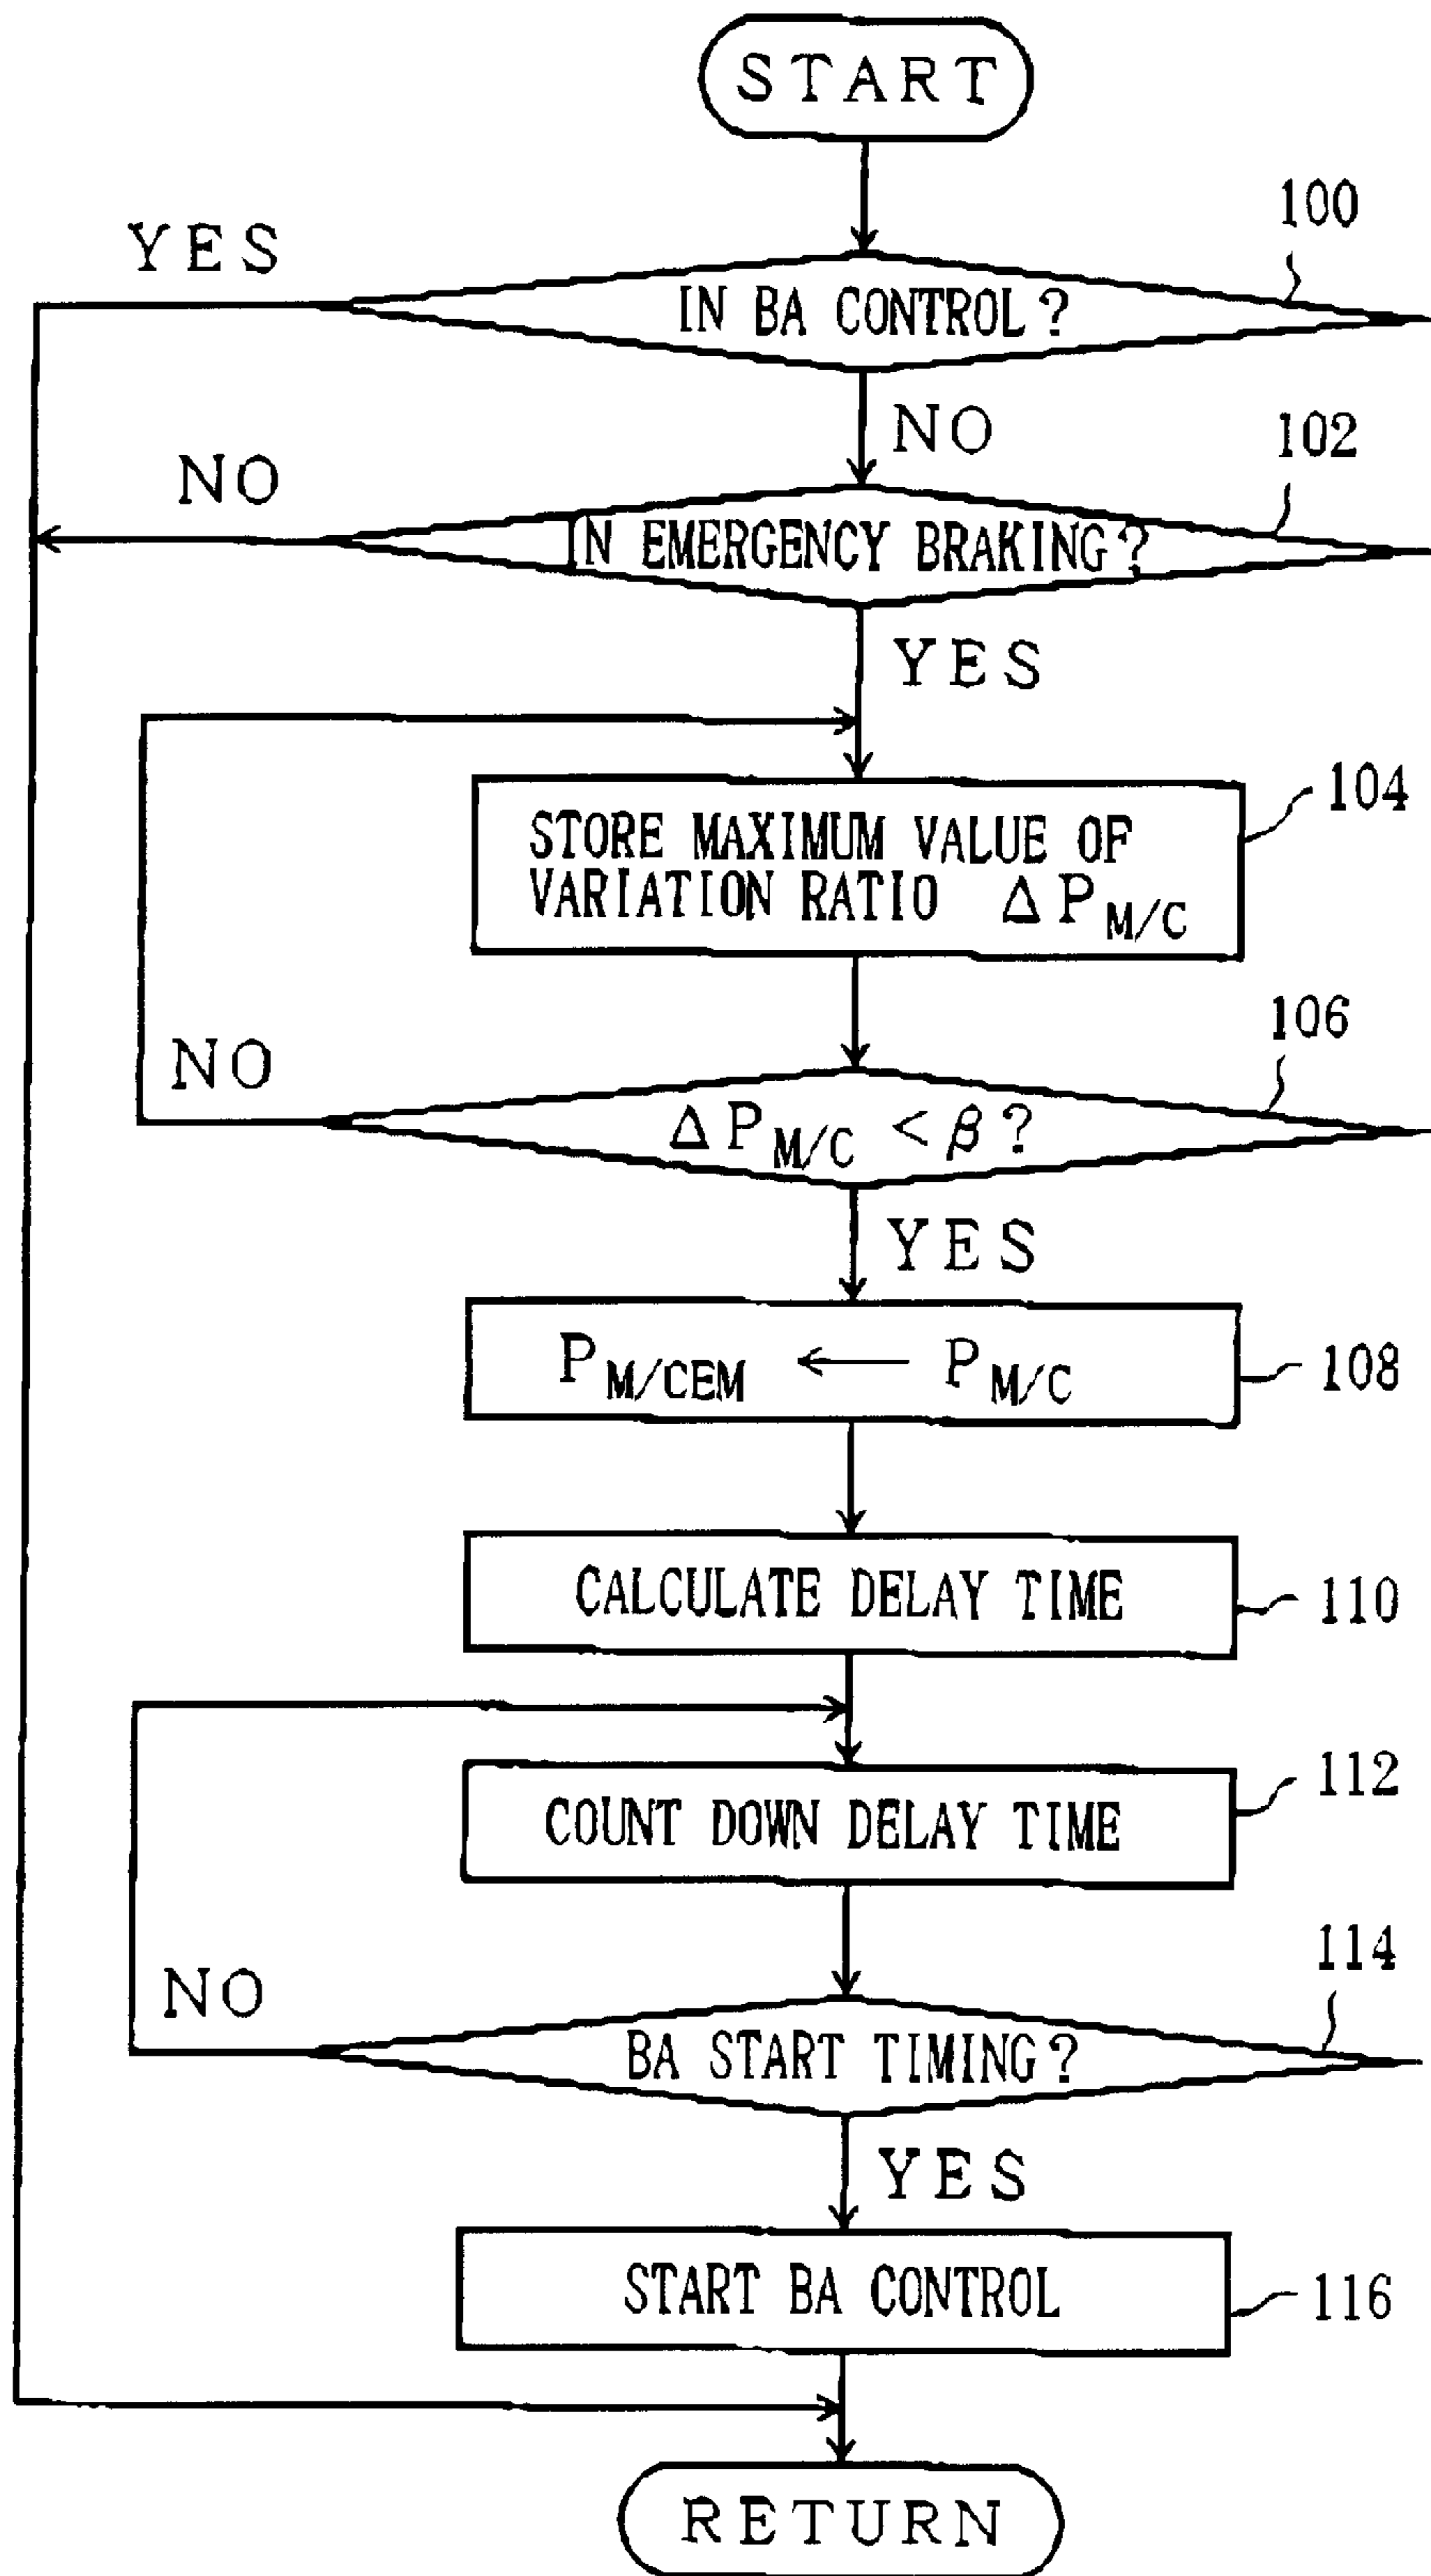 START
100
YES
IN BA CONTROL?
NO
102
NO
IN EMERGENCY BRAKING?
YES
104
STORE MAXIMUM VALUE OF
VARIATION RATIO ΔP_M/C
106
NO
ΔP_M/C < β?
YES
P_M/CEM ← P_M/C
108
CALCULATE DELAY TIME
110
112
COUNT DOWN DELAY TIME
114
NO
BA START TIMING?
YES
START BA CONTROL
116
RETURN